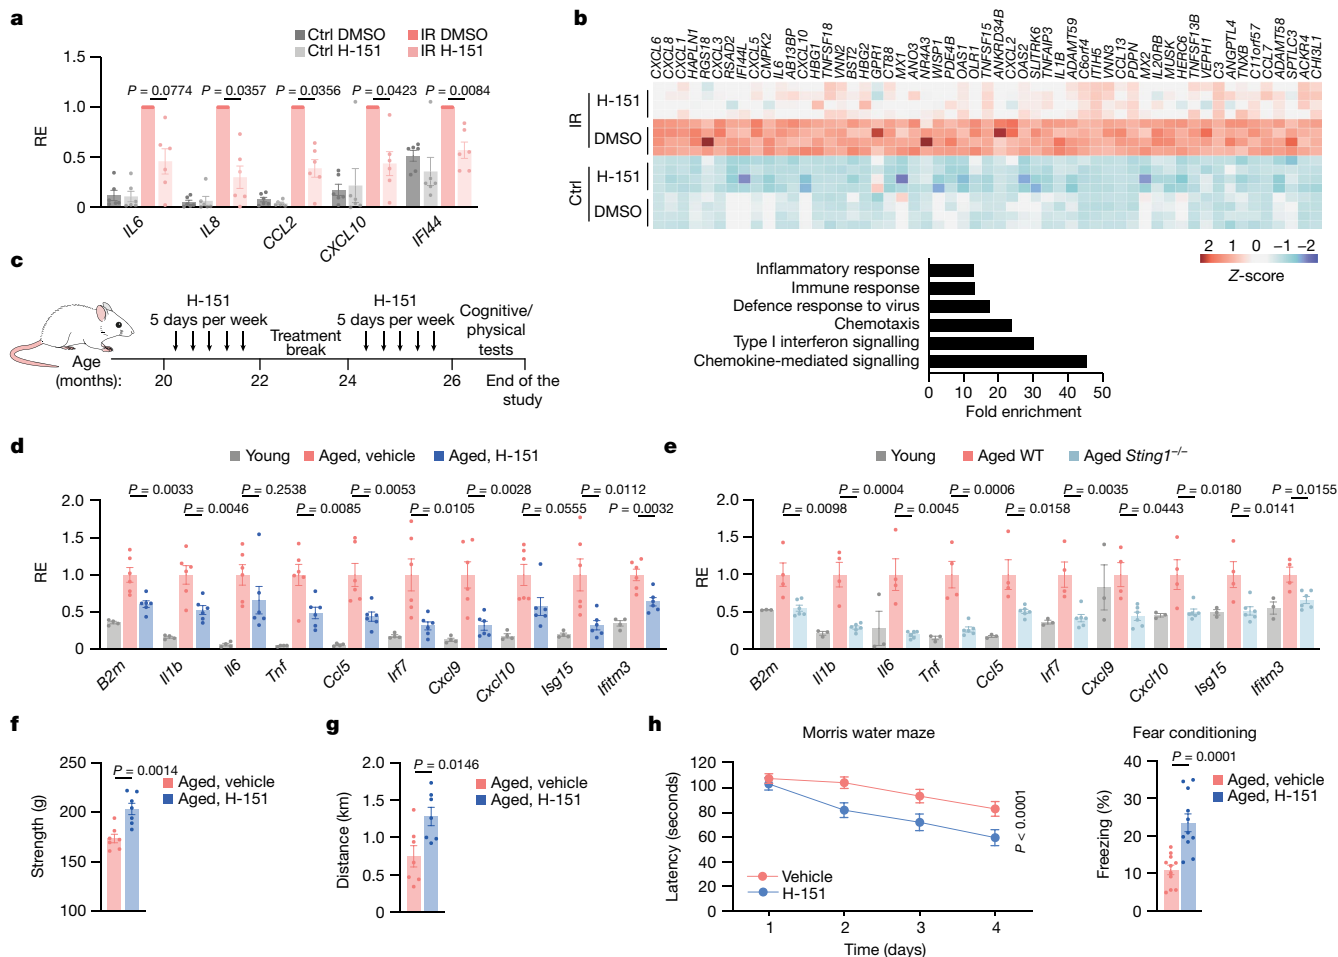 a
Ctrl DMSO
IR DMSO
Ctrl H-151
IR H-151
1.5
1.0
0.5
0
RE
P = 0.0774
P = 0.0357
P = 0.0356
P = 0.0423
P = 0.0084
IL6
IL8
CCL2
CXCL10
IFI44
b
CXCL6
CXCL8
CXCL1
HAPLN1
RGS18
CXCL3
RSAD2
IFI44L
CXCL5
CMPK2
IL6
AB13BP
CXCL10
HBG1
TNFSF18
VNN2
BST2
HBG2
GPR1
CT88
MX1
ANO3
NR4A3
WISP1
PDE4B
OAS1
OLR1
TNFSF15
ANKRD34B
CXCL2
OAS2
SLITRK6
TNFAIP3
IL1B
ADAMT59
C6orf4
ITIH5
VNN3
CCL13
PDPN
MX2
IL20RB
MUSK
HERC6
TNFSF13B
VEPH1
C3
ANGPTL4
TNXB
C11orf57
CCL7
ADAMT58
SPTLC3
ACKR4
CHI3L1
IR
H-151
DMSO
Ctrl
H-151
DMSO
2 1 0 −1 −2
Z-score
Inflammatory response
Immune response
Defence response to virus
Chemotaxis
Type I interferon signalling
Chemokine-mediated signalling
0 10 20 30 40 50
Fold enrichment
c
H-151
5 days per week
Treatment
break
H-151
5 days per week
Cognitive/
physical
tests
Age
(months):
20
22
24
26
End of the
study
d
Young
Aged, vehicle
Aged, H-151
2.0
1.5
1.0
0.5
0
RE
P = 0.0033
P = 0.2538
P = 0.0053
P = 0.0028
P = 0.0112
P = 0.0046
P = 0.0085
P = 0.0105
P = 0.0555
P = 0.0032
B2m
Il1b
Il6
Tnf
Ccl5
Irf7
Cxcl9
Cxcl10
Isg15
Ifitm3
e
Young
Aged WT
Aged Sting1−/−
2.0
1.5
1.0
0.5
0
RE
P = 0.0004
P = 0.0006
P = 0.0035
P = 0.0180
P = 0.0155
P = 0.0098
P = 0.0045
P = 0.0158
P = 0.0443
P = 0.0141
B2m
Il1b
Il6
Tnf
Ccl5
Irf7
Cxcl9
Cxcl10
Isg15
Ifitm3
f
250
200
150
100
Strength (g)
P = 0.0014
Aged, vehicle
Aged, H-151
g
2.0
1.5
1.0
0.5
0
Distance (km)
P = 0.0146
Aged, vehicle
Aged, H-151
h
Morris water maze
120
100
80
60
40
20
0
Latency (seconds)
P < 0.0001
Vehicle
H-151
1 2 3 4
Time (days)
Fear conditioning
P = 0.0001
40
30
20
10
0
Freezing (%)
Aged, vehicle
Aged, H-151